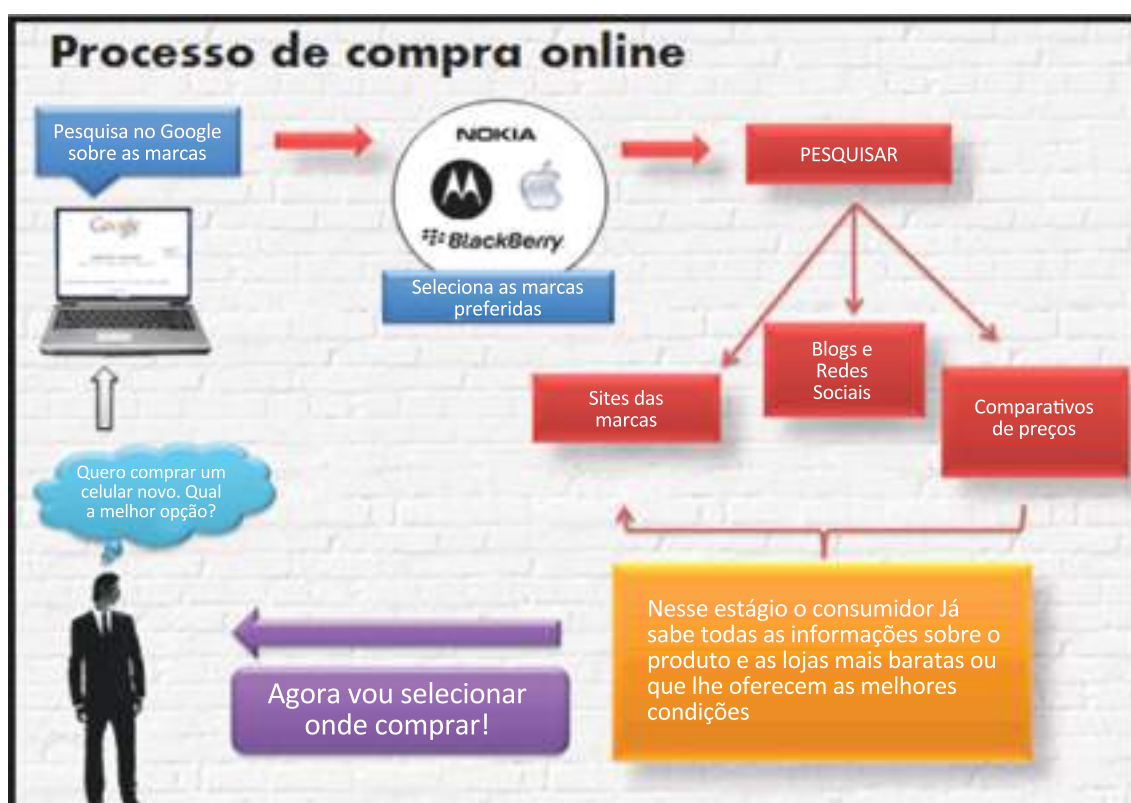 Processo de compra online
Pesquisa no Google
sobre as marcas
NOKIA
BlackBerry
Seleciona as marcas
preferidas
PESQUISAR
Google
Sites das
marcas
Blogs e
Redes
Sociais
Comparativos
de preços
Quero comprar um
celular novo. Qual
a melhor opção?
Nesse estágio o consumidor Já
sabe todas as informações sobre o
produto e as lojas mais baratas ou
que lhe oferecem as melhores
condições
Agora vou selecionar
onde comprar!